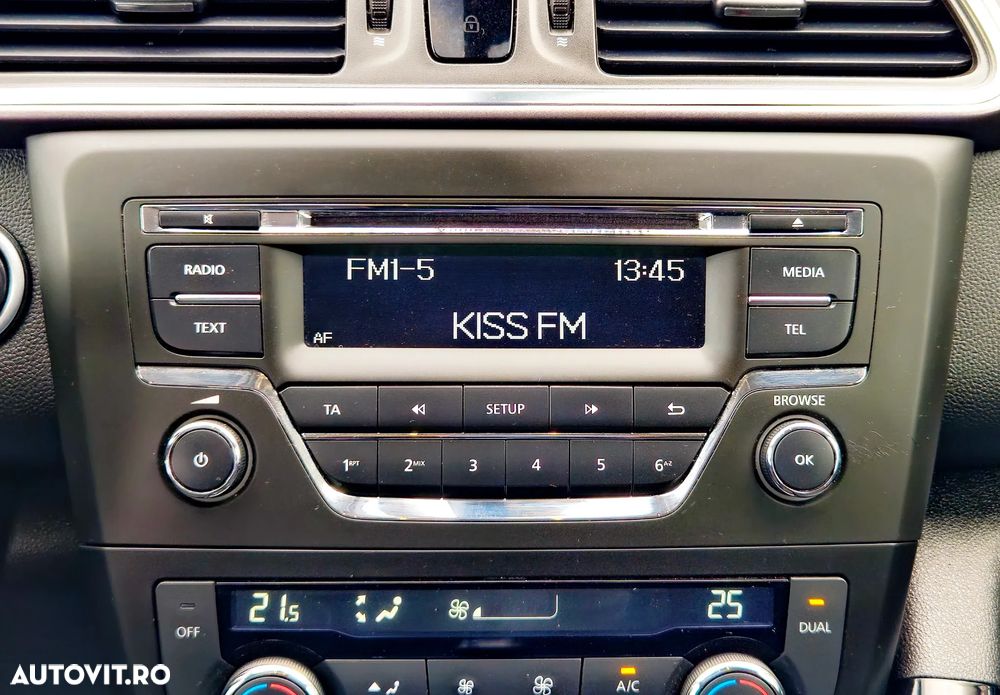 RADIO
TEXT
FM1-5 13:45
KISS FM
AF
MEDIA
TEL
TA SETUP
BROWSE
1RPT 2MIX 3 4 5 6A-Z
OK
21.5 25
OFF
DUAL
A/C
AUTOVIT.RO